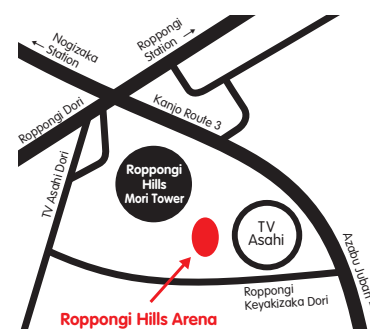 ← Nogizaka
Station
Roppongi
Station →
Roppongi Dori
Kanjo Route 3
TV Asahi Dori
Roppongi
Hills
Mori Tower
TV
Asahi
Azabu Juban
Roppongi
Keyakizaka Dori
Roppongi Hills Arena